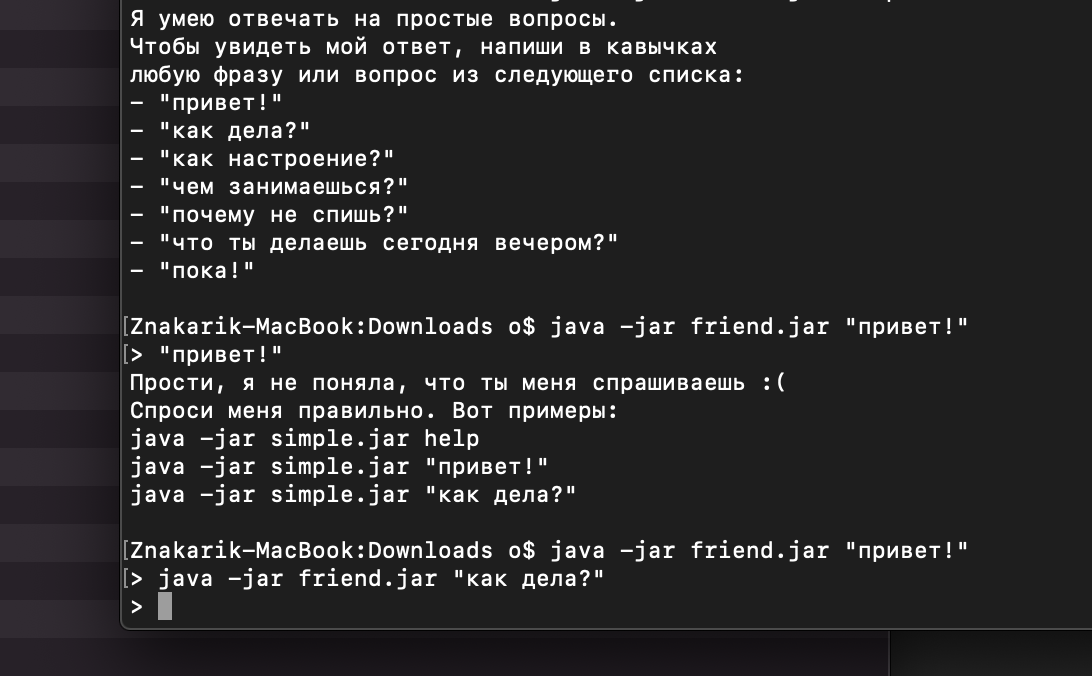 Я умею отвечать на простые вопросы.
Чтобы увидеть мой ответ, напиши в кавычках
любую фразу или вопрос из следующего списка:
– "привет!"
– "как дела?"
– "как настроение?"
– "чем занимаешься?"
– "почему не спишь?"
– "что ты делаешь сегодня вечером?"
– "пока!"
[Znakarik–MacBook:Downloads o$ java –jar friend.jar "привет!"
[> "привет!"
Прости, я не поняла, что ты меня спрашиваешь :(
Спроси меня правильно. Вот примеры:
java –jar simple.jar help
java –jar simple.jar "привет!"
java –jar simple.jar "как дела?"
[Znakarik–MacBook:Downloads o$ java –jar friend.jar "привет!"
[> java –jar friend.jar "как дела?"
>